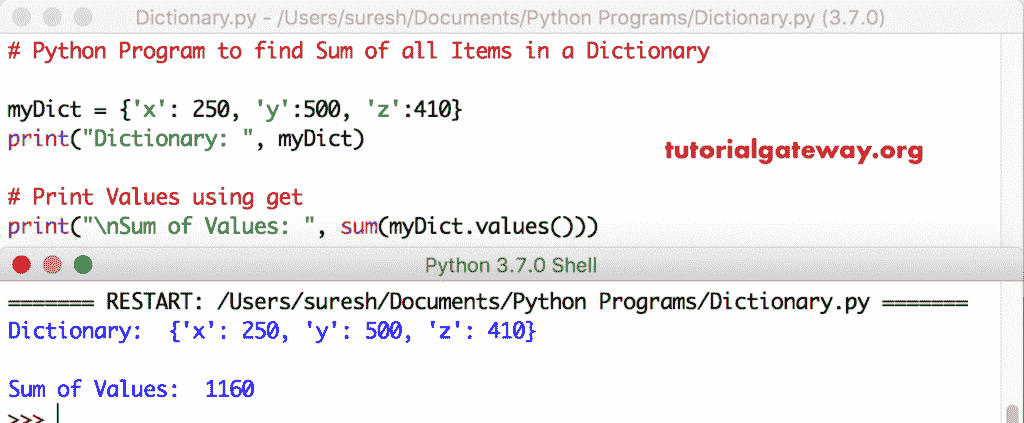 Dictionary.py - /Users/suresh/Documents/Python Programs/Dictionary.py (3.7.0)
# Python Program to find Sum of all Items in a Dictionary
myDict = {'x': 250, 'y':500, 'z':410}
print("Dictionary: ", myDict)
tutorialgateway.org
# Print Values using get
print("\nSum of Values: ", sum(myDict.values()))
Python 3.7.0 Shell
======= RESTART: /Users/suresh/Documents/Python Programs/Dictionary.py =======
Dictionary:  {'x': 250, 'y': 500, 'z': 410}
Sum of Values:  1160
>>>